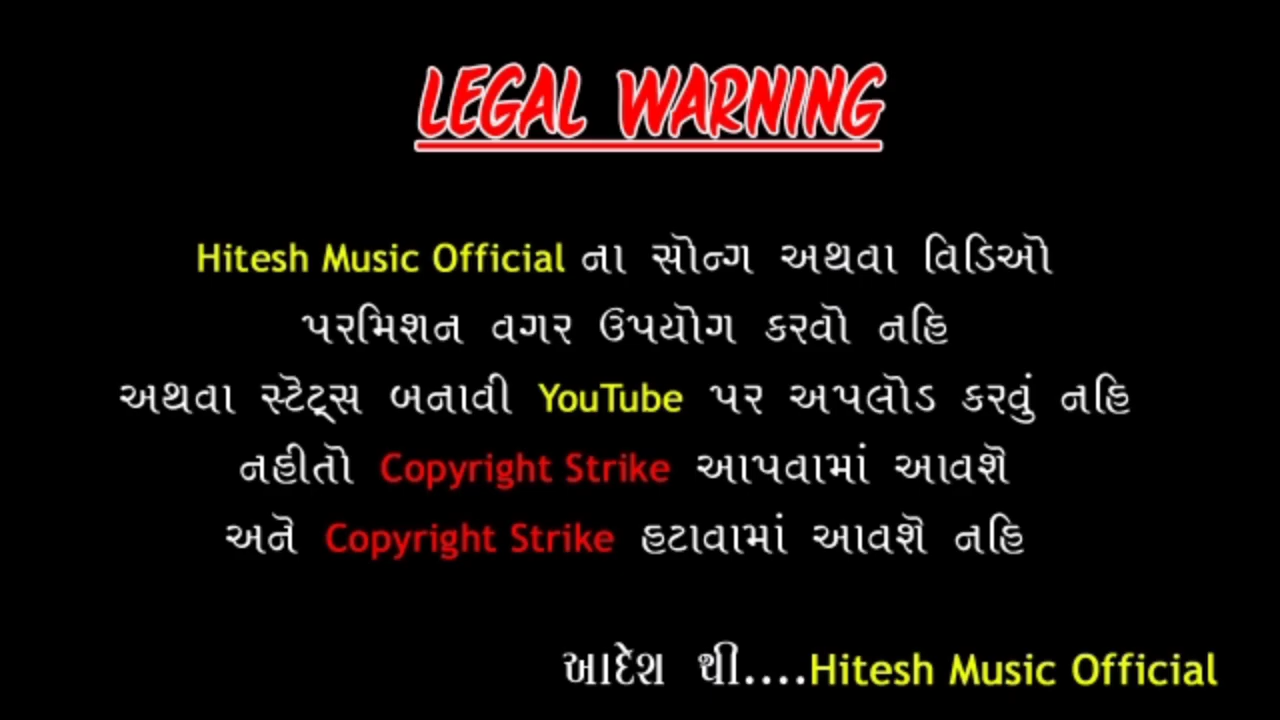 LEGAL WARNING
Hitesh Music Official ના સોન્ગ અથવા વિડિઓ
પરમિશન વગર ઉપયોગ કરવો નહિ
અથવા સ્ટેટ્સ બનાવી YouTube પર અપલોડ કરવું નહિ
નહીતો Copyright Strike આપવામાં આવશે
અને Copyright Strike હટાવામાં આવશે નહિ
આદેશ થી....Hitesh Music Official